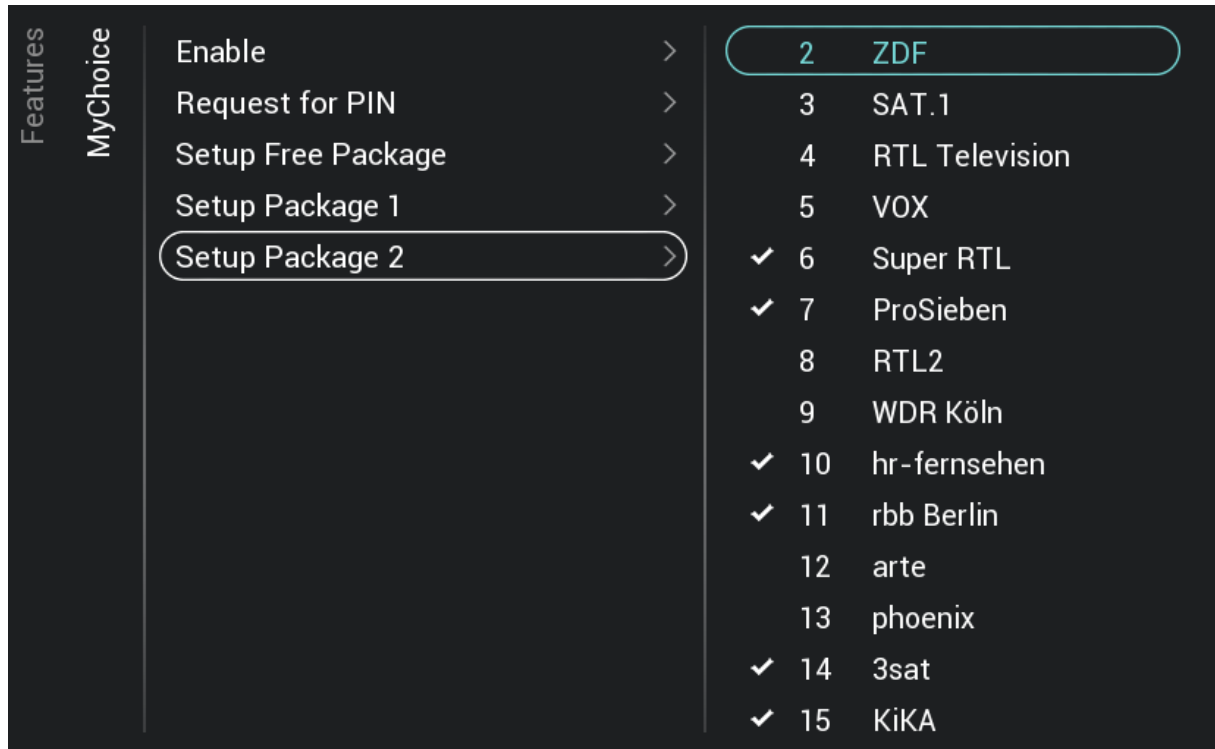 Features
MyChoice
Enable
Request for PIN
Setup Free Package
Setup Package 1
Setup Package 2
2 ZDF
3 SAT.1
4 RTL Television
5 VOX
6 Super RTL
7 ProSieben
8 RTL2
9 WDR Köln
10 hr-fernsehen
11 rbb Berlin
12 arte
13 phoenix
14 3sat
15 KiKA